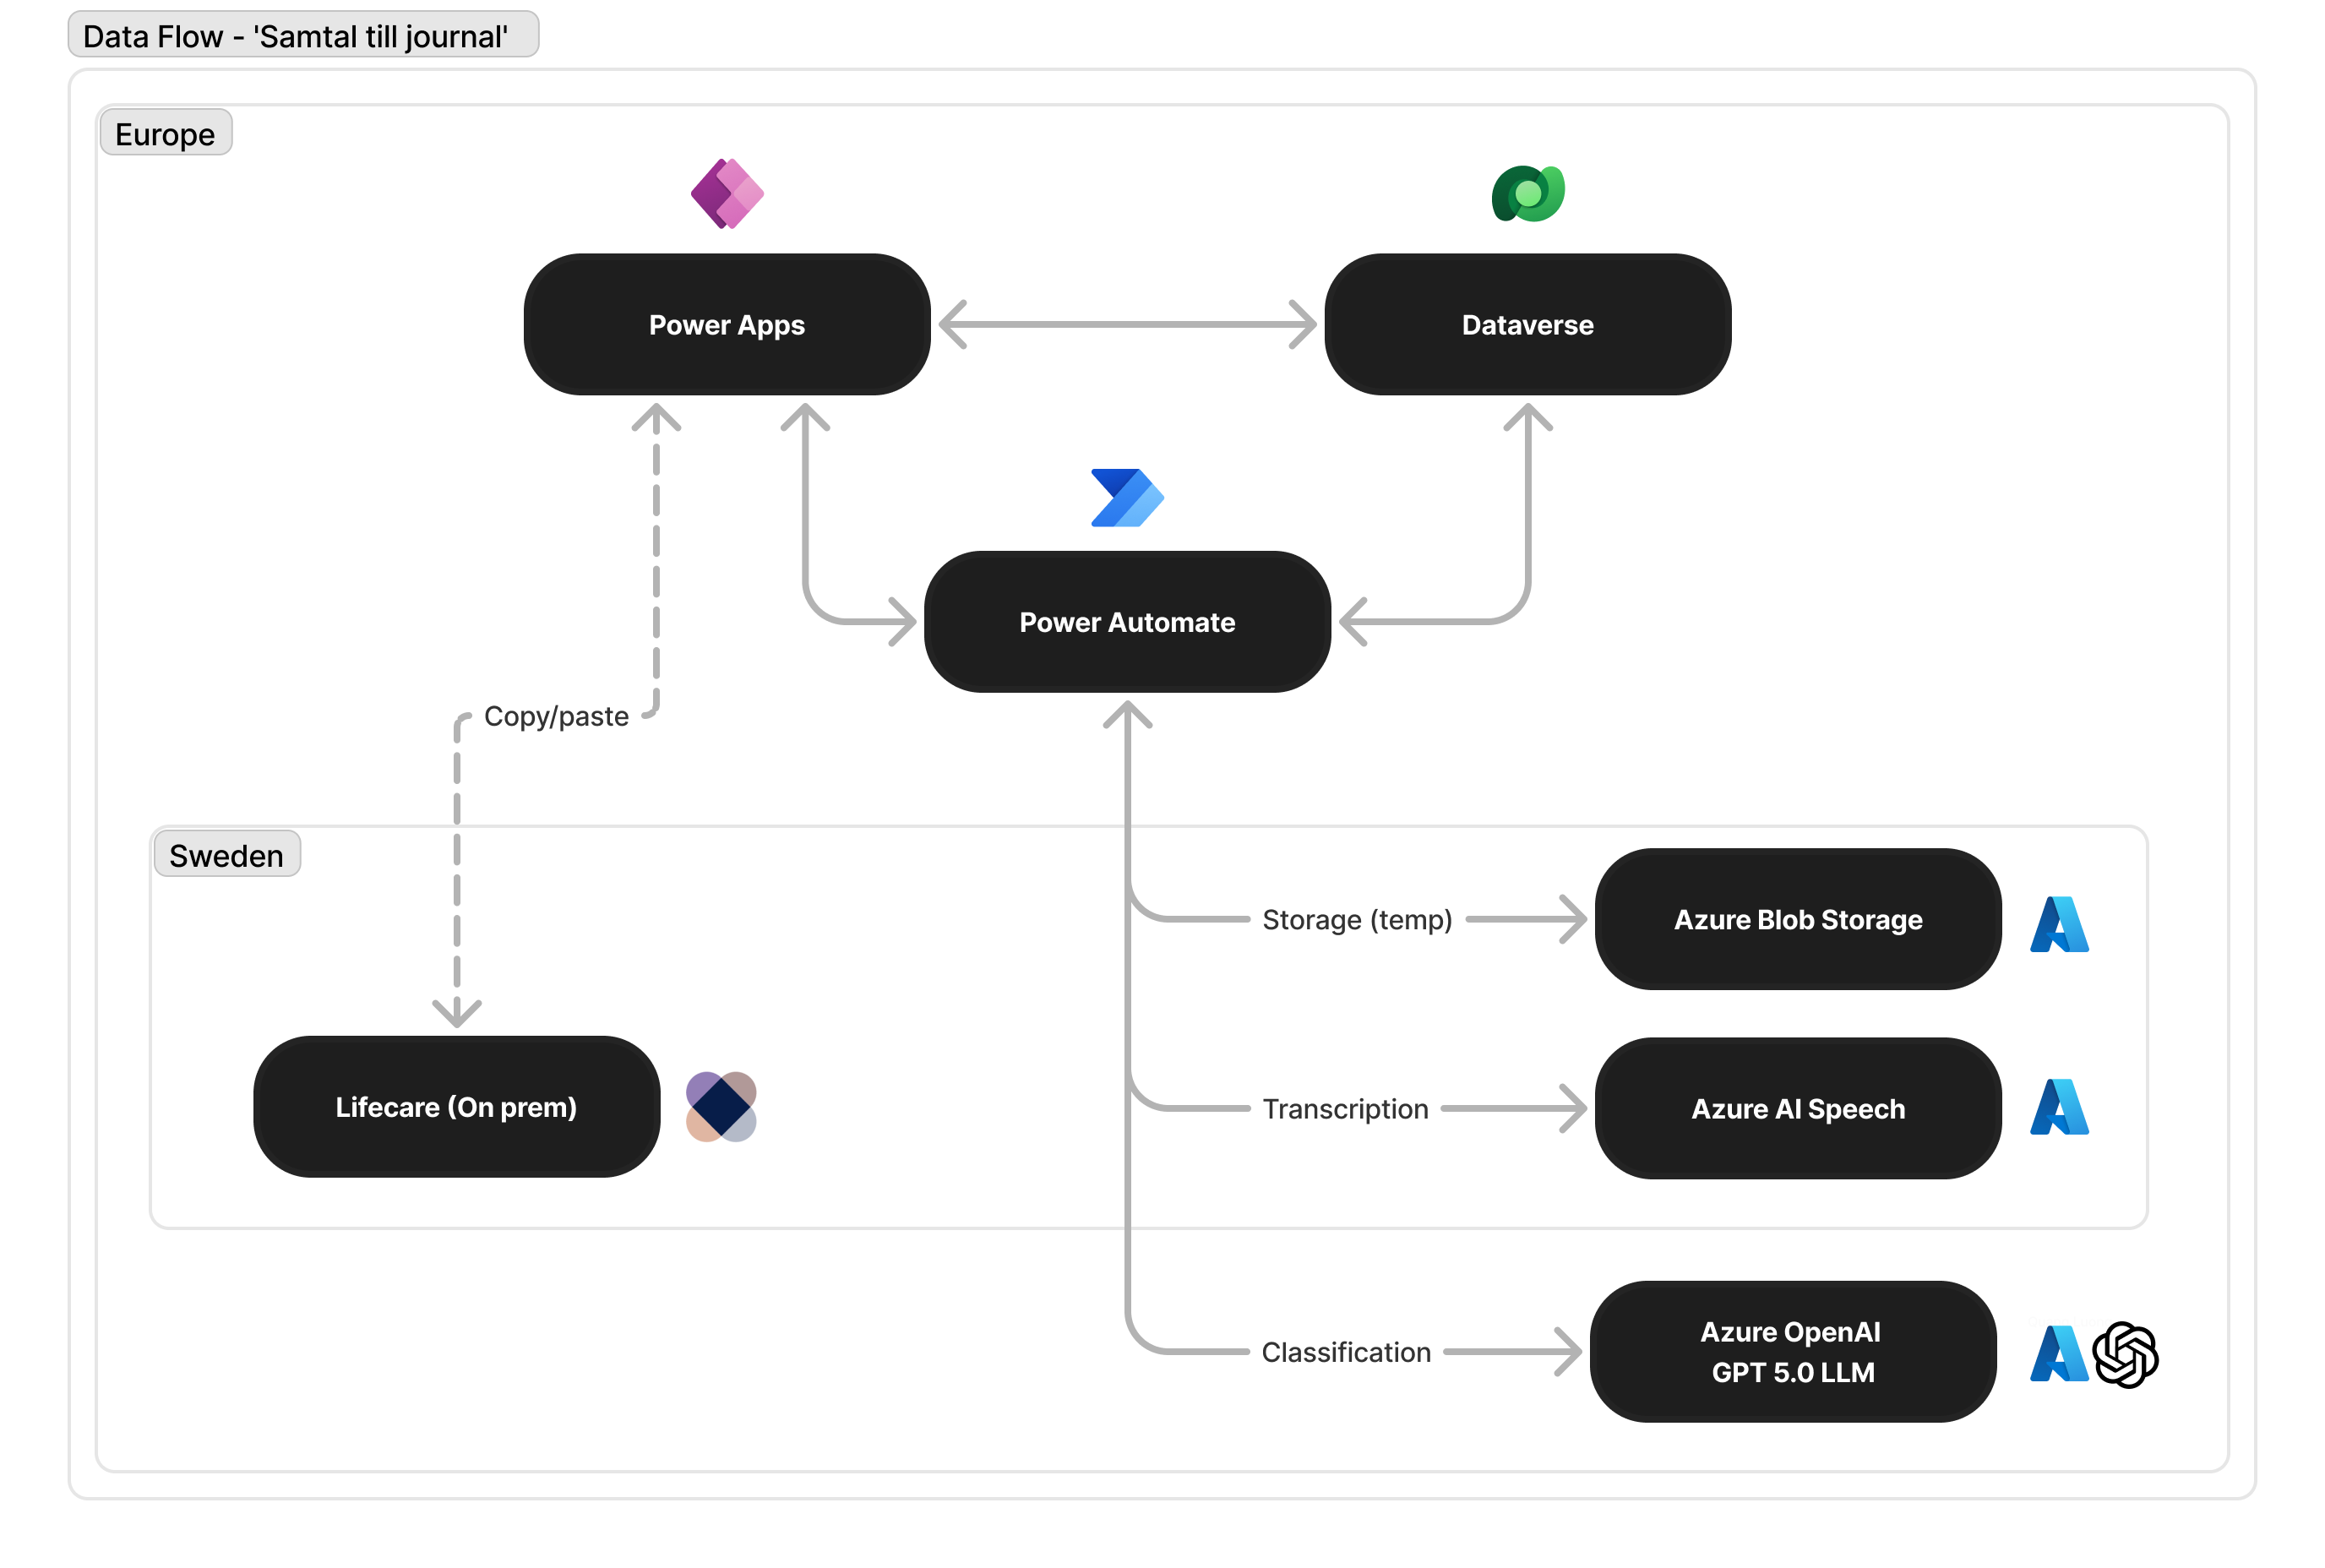 Data Flow - 'Samtal till journal'
Europe
Power Apps
Dataverse
Power Automate
Copy/paste
Sweden
Storage (temp)
Azure Blob Storage
Lifecare (On prem)
Transcription
Azure AI Speech
Classification
Azure OpenAI
GPT 5.0 LLM